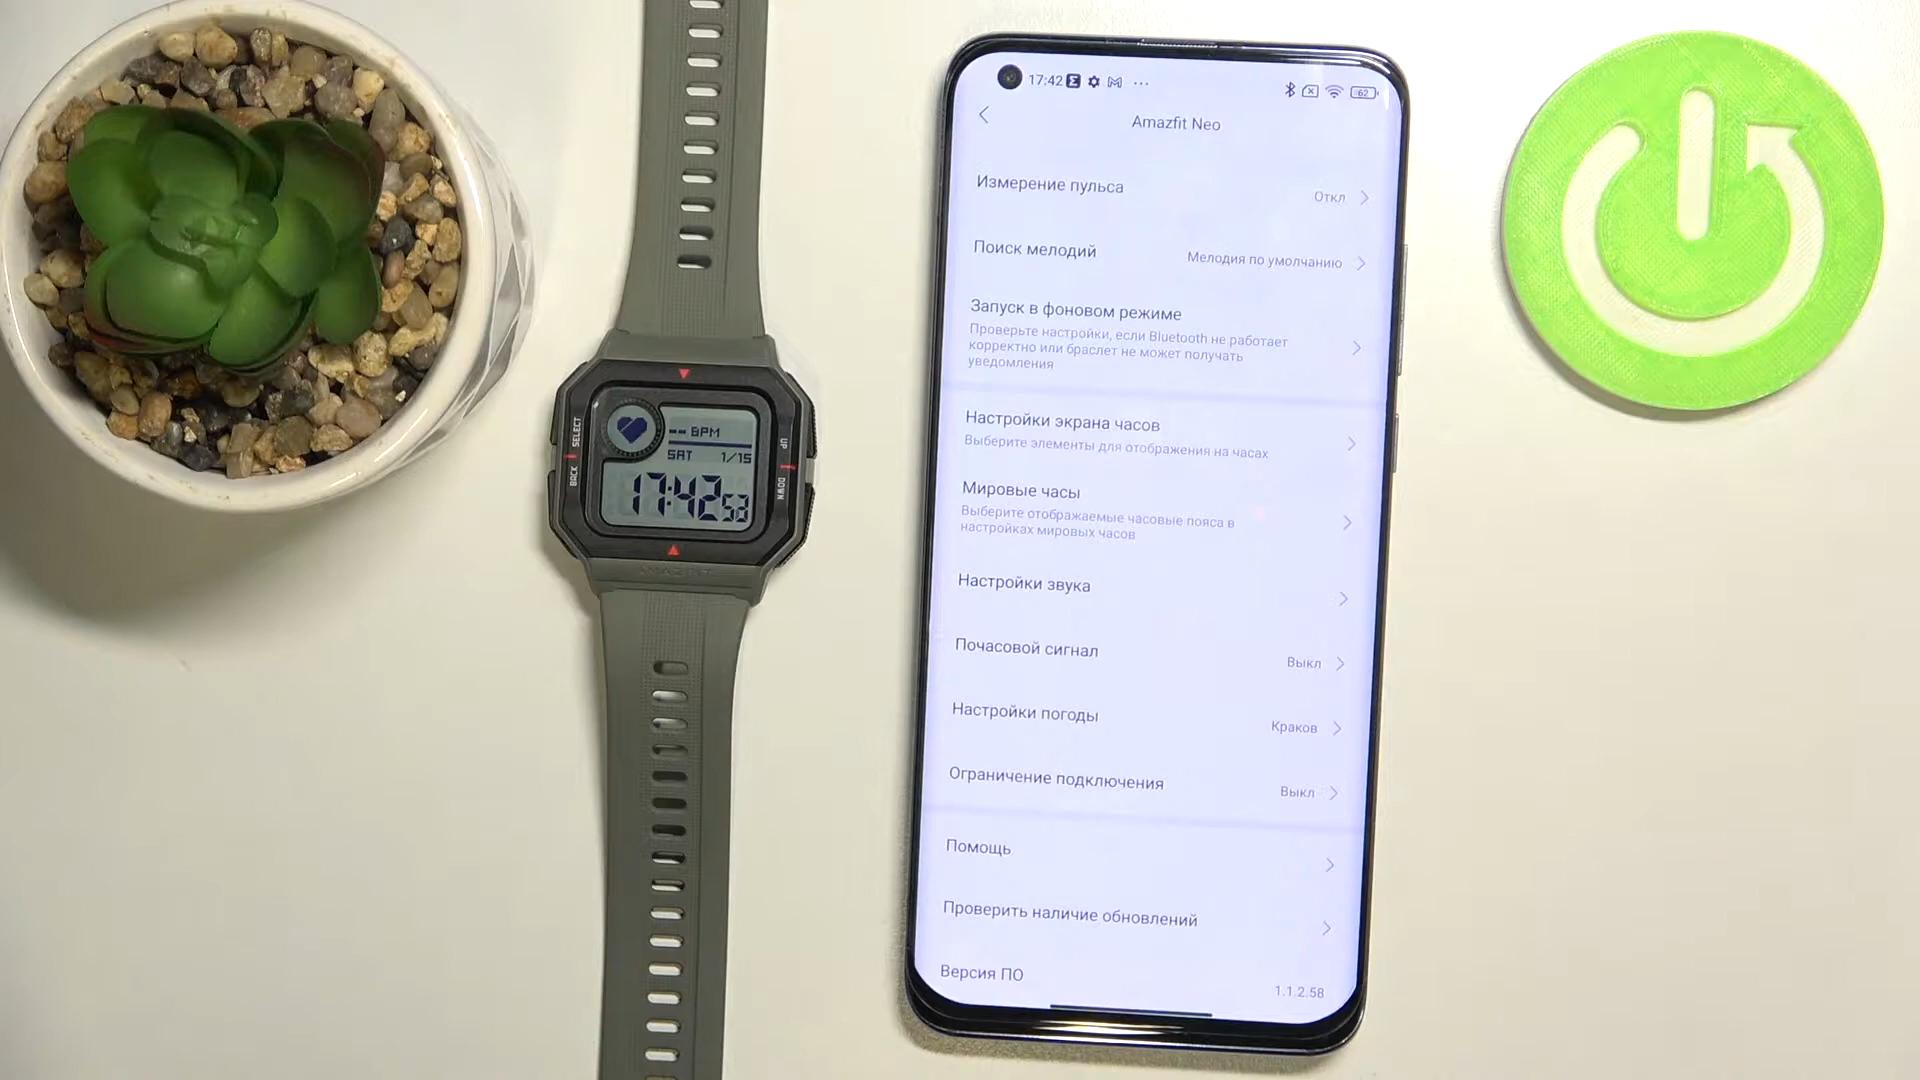 SELECT
BACK
UP
DOWN
-- BPM
SAT 1/15
17:42 53
AMAZFIT
17:42
62
Amazfit Neo
Измерение пульса
Откл
Поиск мелодий
Мелодия по умолчанию
Запуск в фоновом режиме
Проверьте настройки, если Bluetooth не работает
корректно или браслет не может получать
уведомления
Настройки экрана часов
Выберите элементы для отображения на часах
Мировые часы
Выберите отображаемые часовые пояса в
настройках мировых часов
Настройки звука
Почасовой сигнал
Выкл
Настройки погоды
Краков
Ограничение подключения
Выкл
Помощь
Проверить наличие обновлений
Версия ПО
1.1.2.58